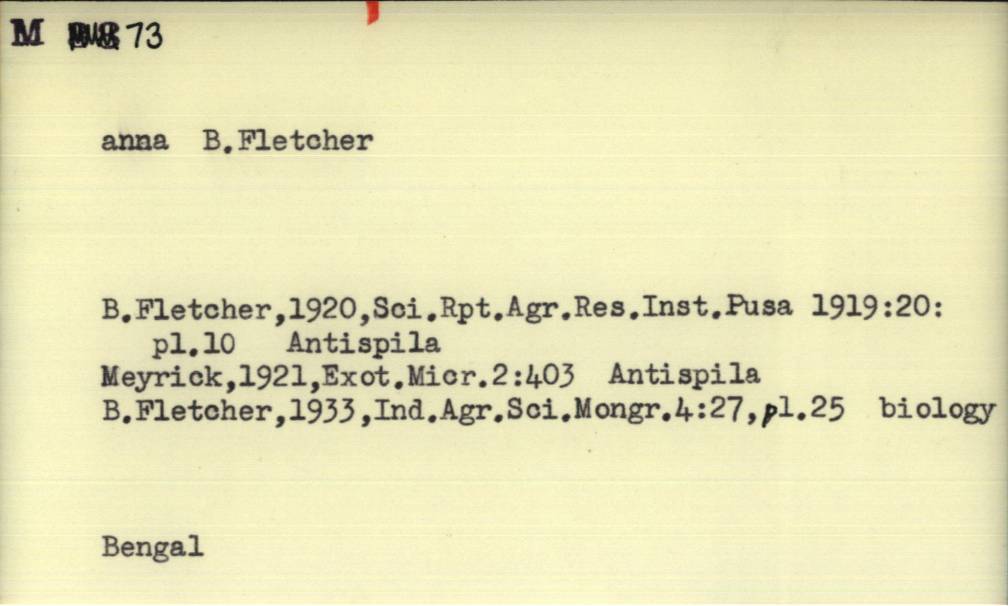 M 73
anna B.Fletcher
B.Fletcher,1920,Sci.Rpt.Agr.Res.Inst.Pusa 1919:20:
pl.10 Antispila
Meyrick,1921,Exot.Micr.2:403 Antispila
B.Fletcher,1933,Ind.Agr.Sci.Mongr.4:27,pl.25 biology
Bengal